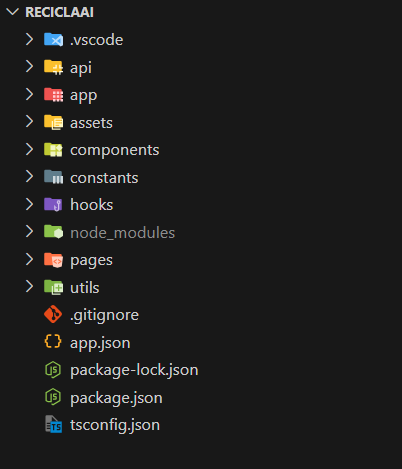 RECICLAAI
.vscode
api
app
assets
components
constants
hooks
node_modules
pages
utils
.gitignore
app.json
package-lock.json
package.json
tsconfig.json